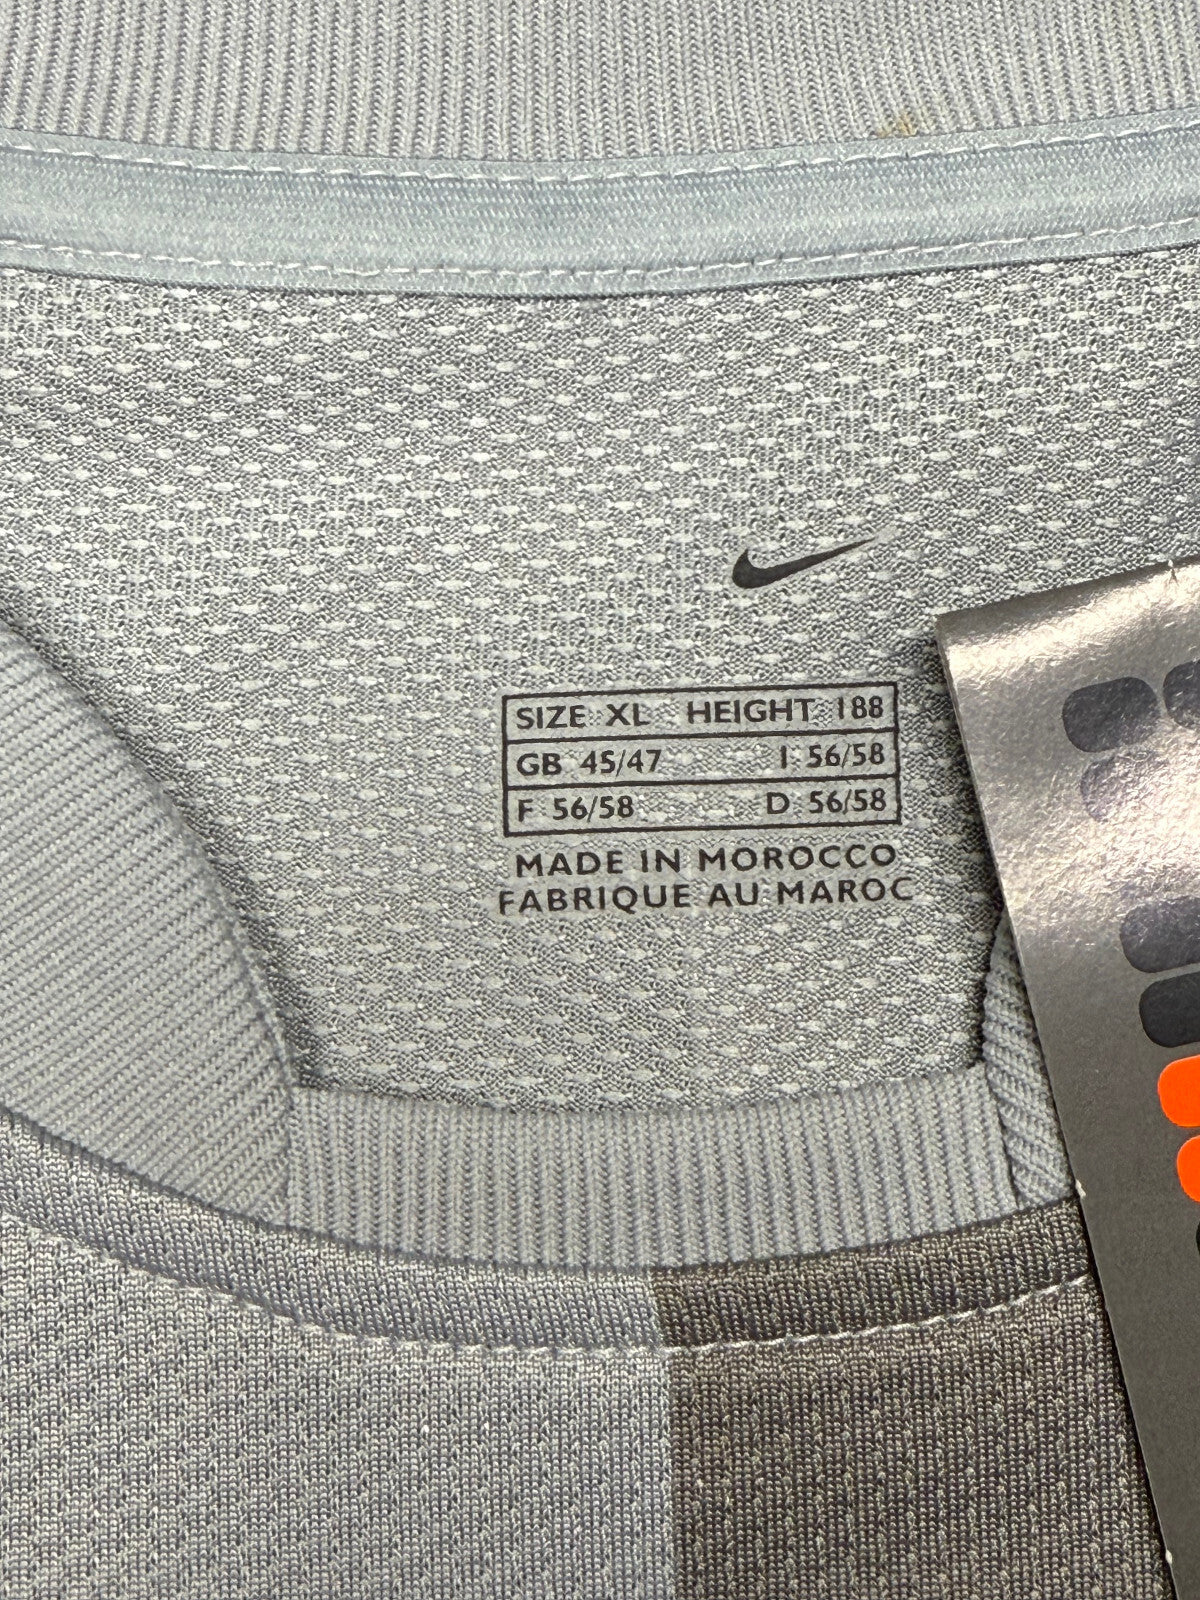 SIZE XL HEIGHT 188
GB 45/47 I 56/58
F 56/58 D 56/58
MADE IN MOROCCO
FABRIQUE AU MAROC